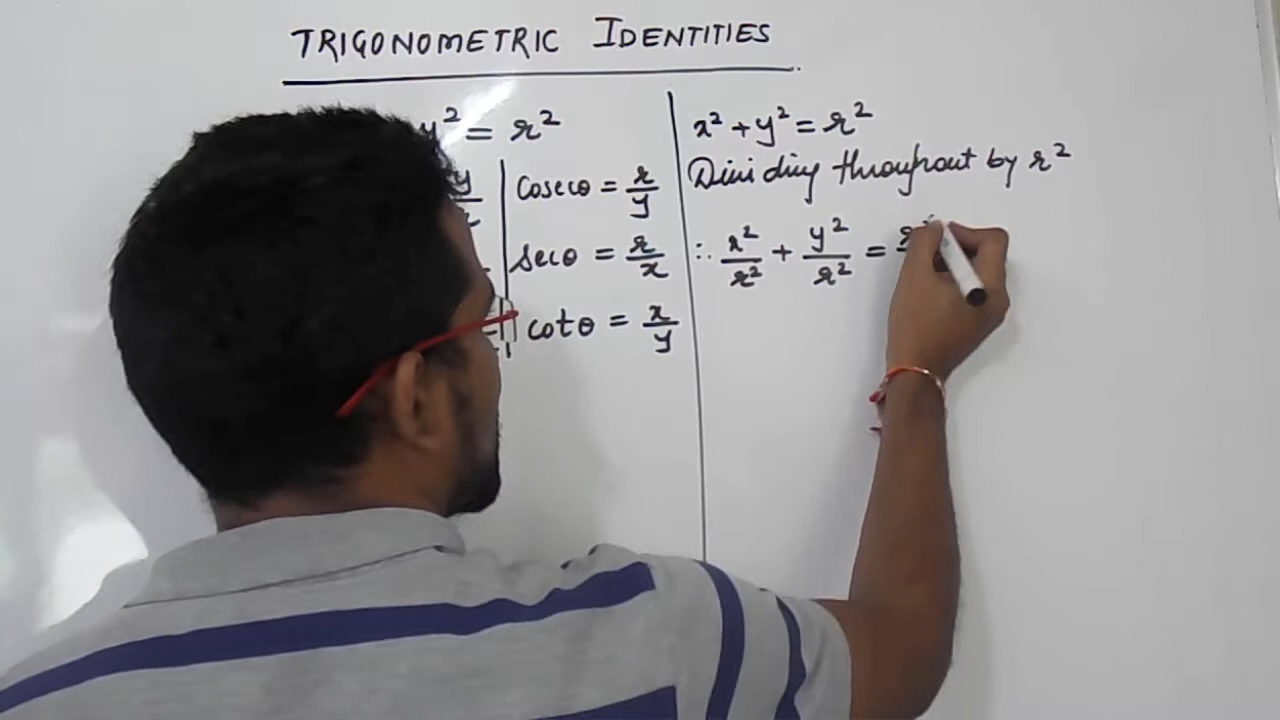 TRIGONOMETRIC IDENTITIES
y² = r²
y
cosecθ = r/y
secθ = r/x
cotθ = x/y
x² + y² = r²
Dividing throughout by r²
∴ x²/r² + y²/r² =